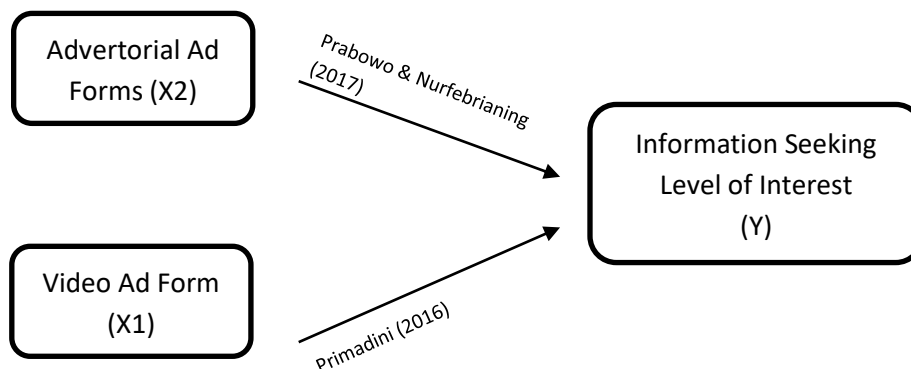 Advertorial Ad
Forms (X2)
Prabowo & Nurfebrianing
(2017)
Information Seeking
Level of Interest
(Y)
Video Ad Form
(X1)
Primadini (2016)